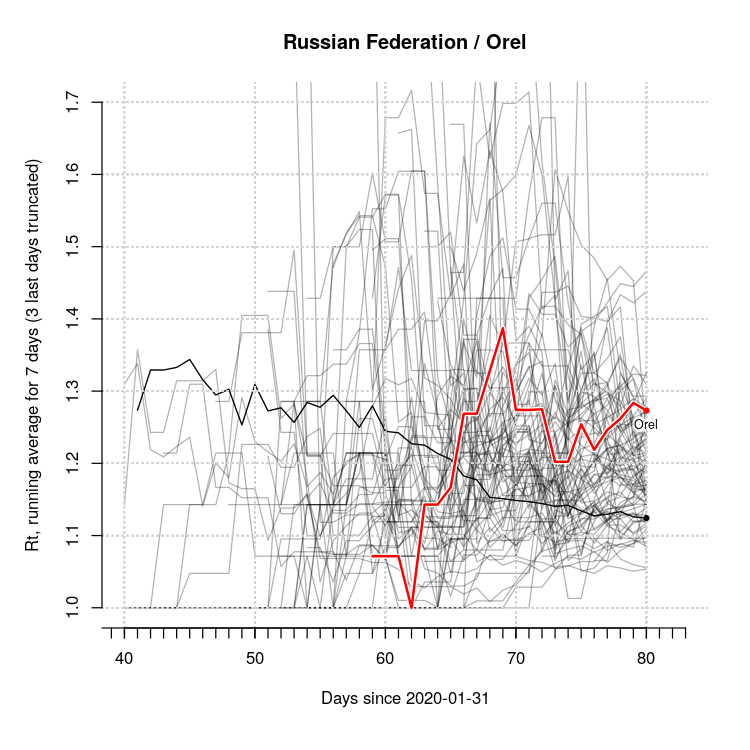 Russian Federation / Orel
Rt, running average for 7 days (3 last days truncated)
1.7
1.6
1.5
1.4
1.3
1.2
1.1
1.0
Orel
40 50 60 70 80
Days since 2020-01-31